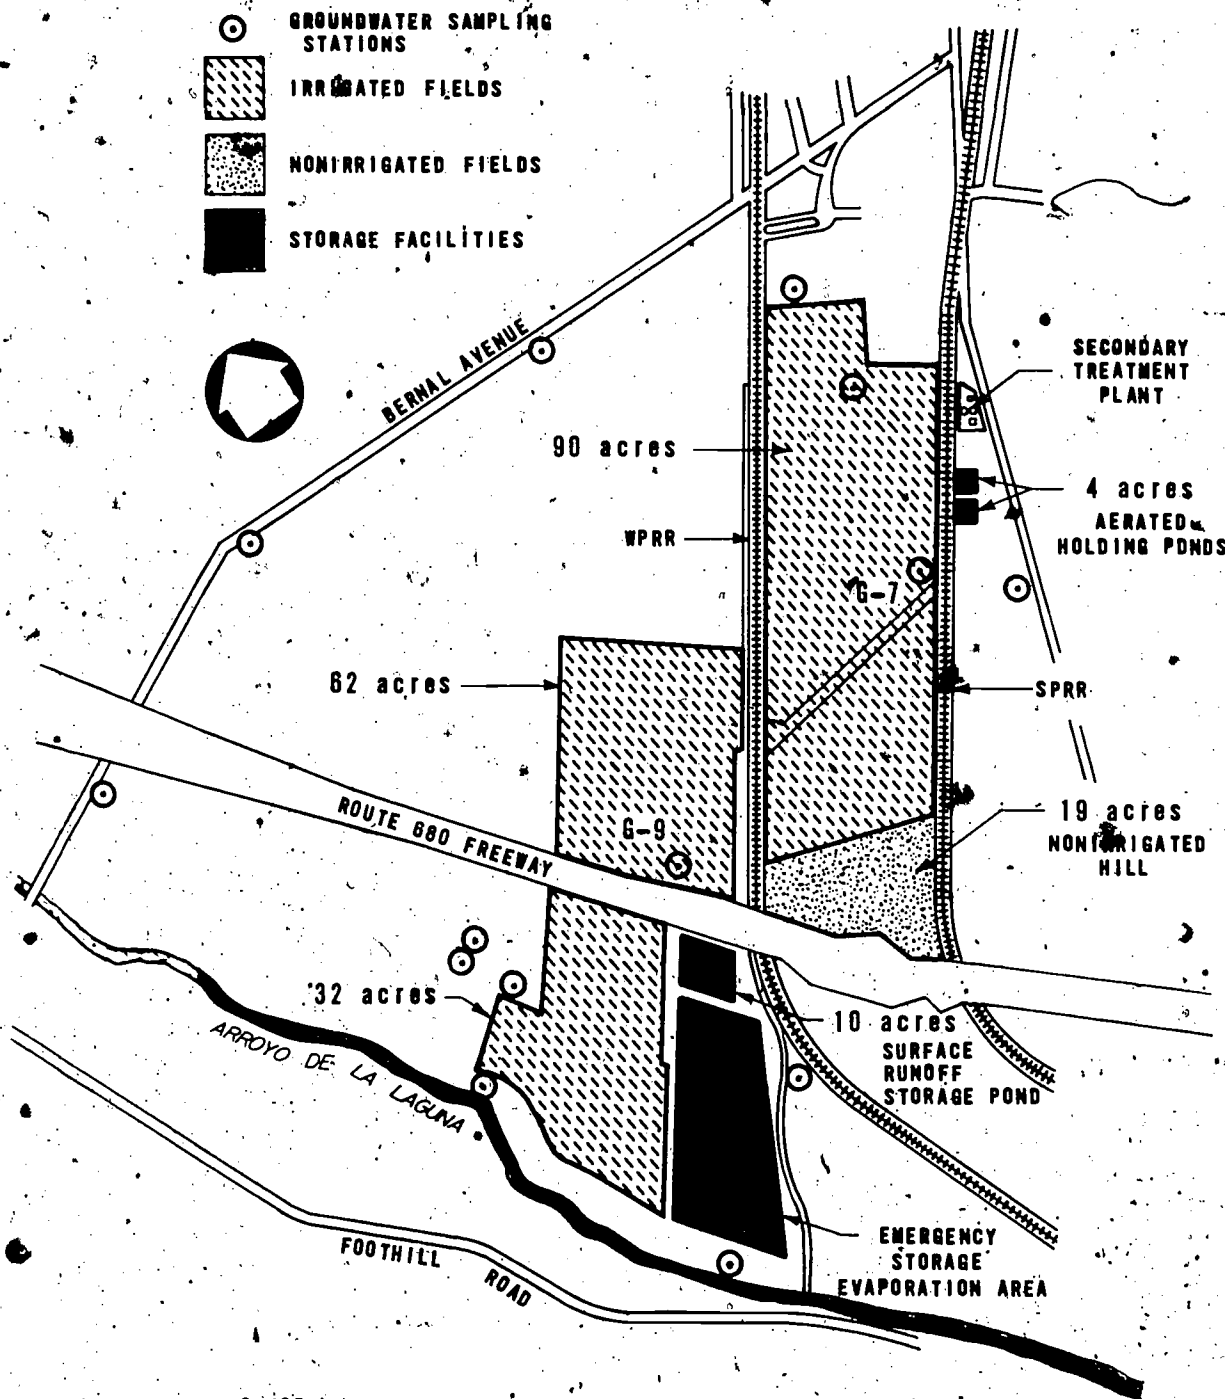 GROUNDWATER SAMPLING
STATIONS
IRRIGATED FIELDS
NONIRRIGATED FIELDS
STORAGE FACILITIES
BERNAL AVENUE
SECONDARY
TREATMENT
PLANT
90 acres
4 acres
AERATED
HOLDING PONDS
WPRR
G-7
62 acres
SPRR
ROUTE 680 FREEWAY
G-9
19 acres
NONIRRIGATED
HILL
32 acres
ARROYO DE LA LAGUNA
10 acres
SURFACE
RUNOFF
STORAGE POND
EMERGENCY
STORAGE
EVAPORATION AREA
FOOTHILL ROAD